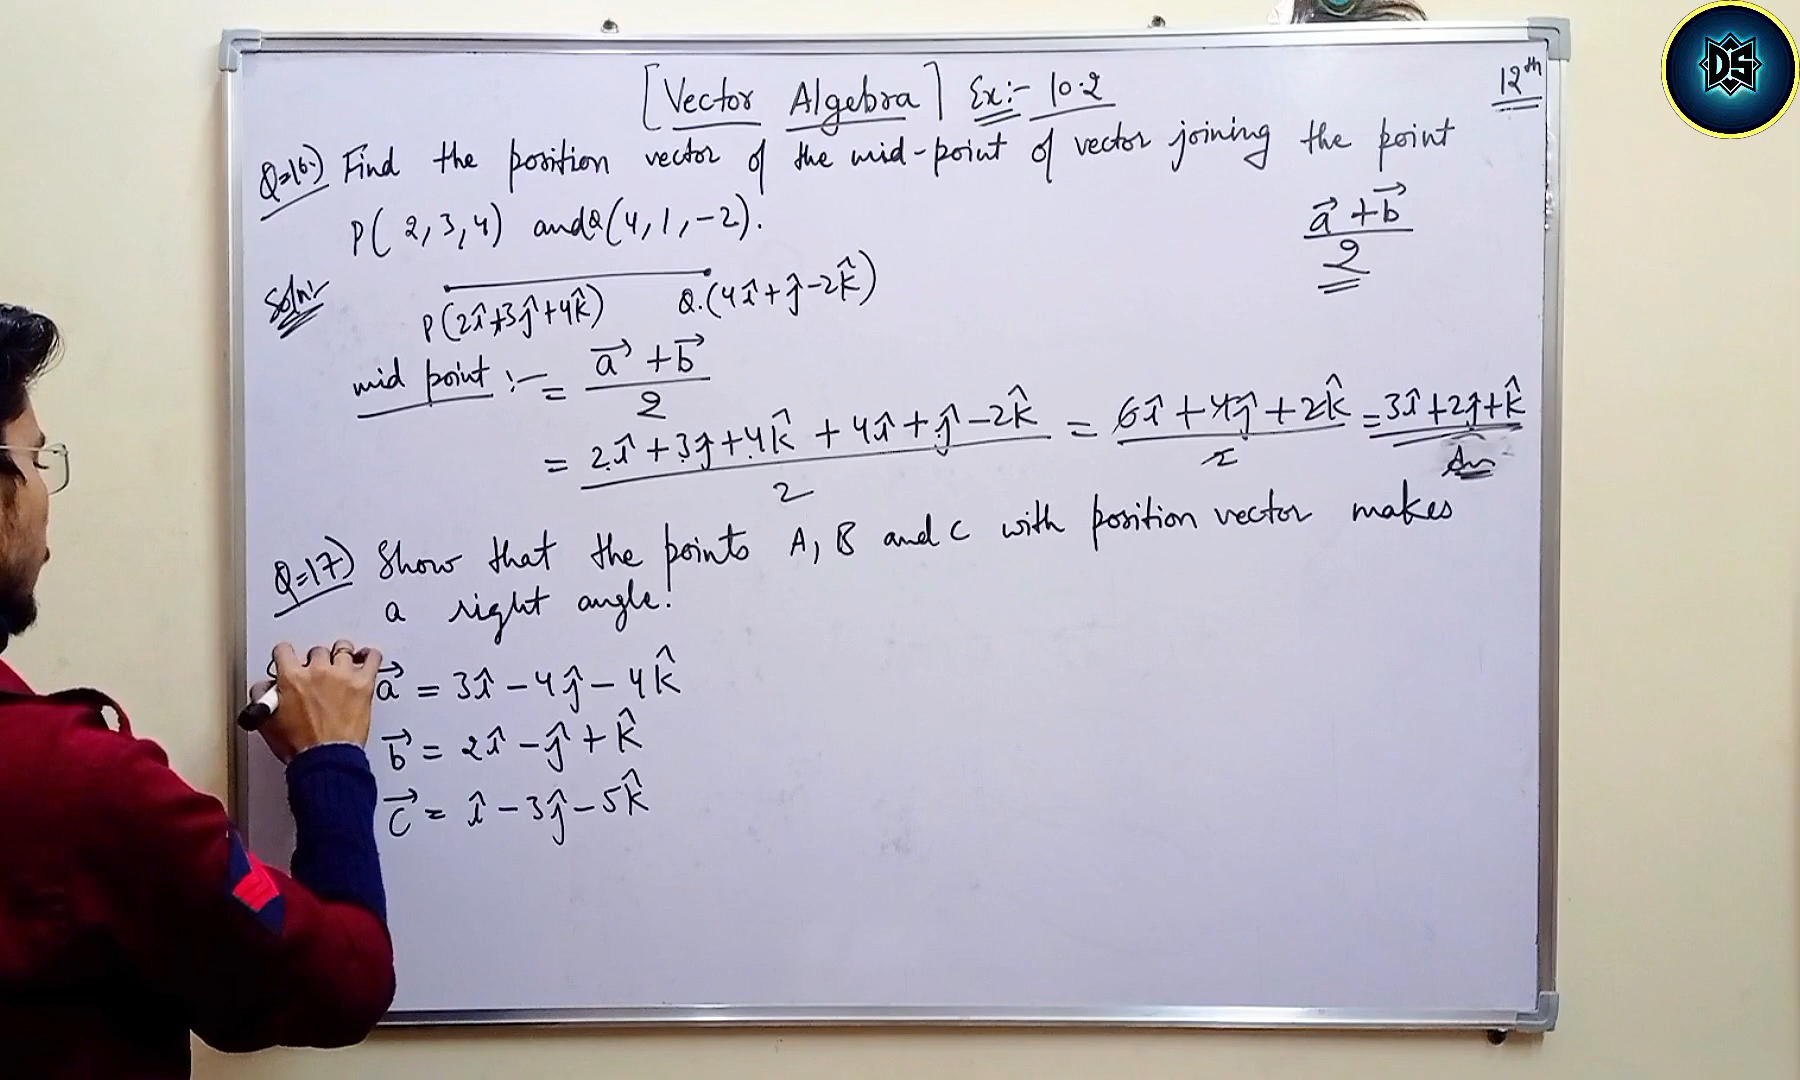 [Vector Algebra] Ex:- 10.2
12th
Q=16.) Find the position vector of the mid-point of vector joining the point
P(2,3,4) and Q(4,1,-2).
a⃗ + b⃗ / 2
Soln:-
P(2î+3ĵ+4k̂) Q.(4î+ĵ-2k̂)
mid point :- = a⃗ + b⃗ / 2
= 2î+3ĵ+4k̂ + 4î+ĵ-2k̂ / 2 = 6î+4ĵ+2k̂ / 2 = 3î+2ĵ+k̂
Ans
Q=17) Show that the points A, B and C with position vector makes
a right angle.
a⃗ = 3î-4ĵ-4k̂
b⃗ = 2î-ĵ+k̂
c⃗ = î-3ĵ-5k̂
DS